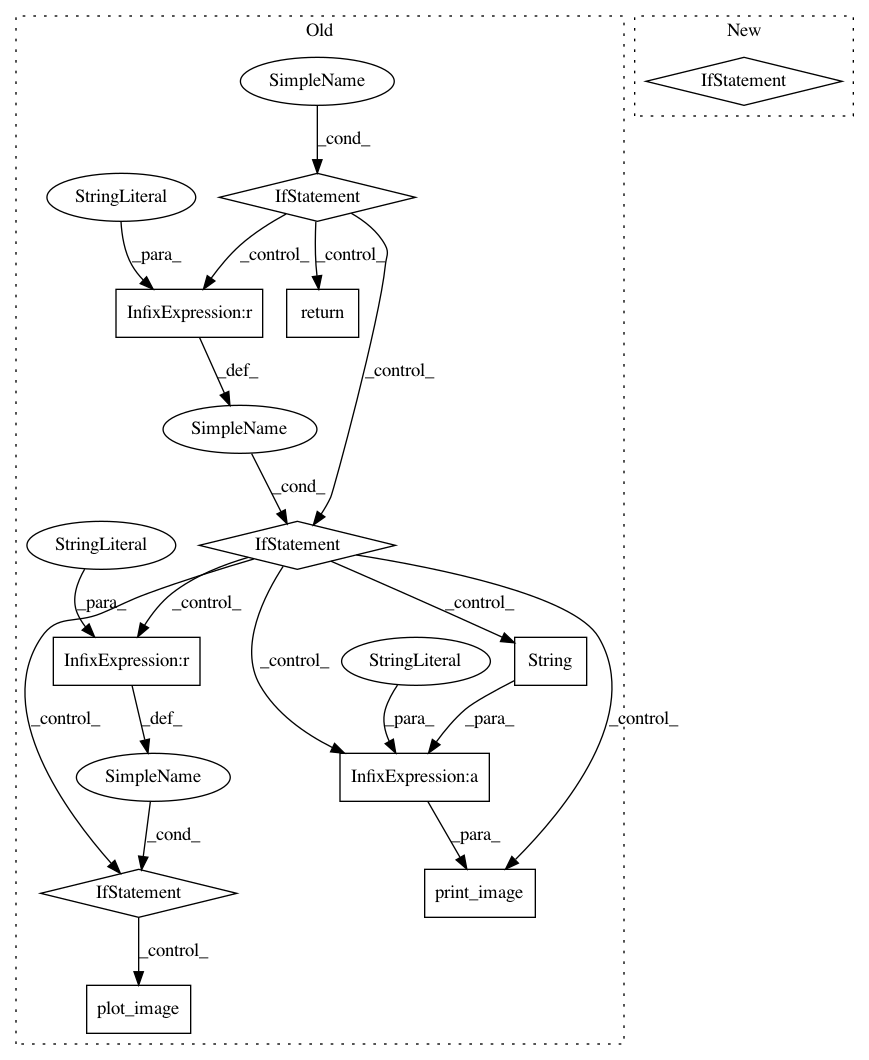 Old
New
SimpleName
IfStatement
_cond_
StringLiteral
IfStatement
_para_
_control_
_control_
InfixExpression:r
return
_def_
_control_
SimpleName
_cond_
StringLiteral
IfStatement
_para_
_control_
_control_
InfixExpression:r
_control_
StringLiteral
String
_control_
_def_
_para_
_para_
_control_
SimpleName
InfixExpression:a
_cond_
_para_
IfStatement
print_image
_control_
plot_image